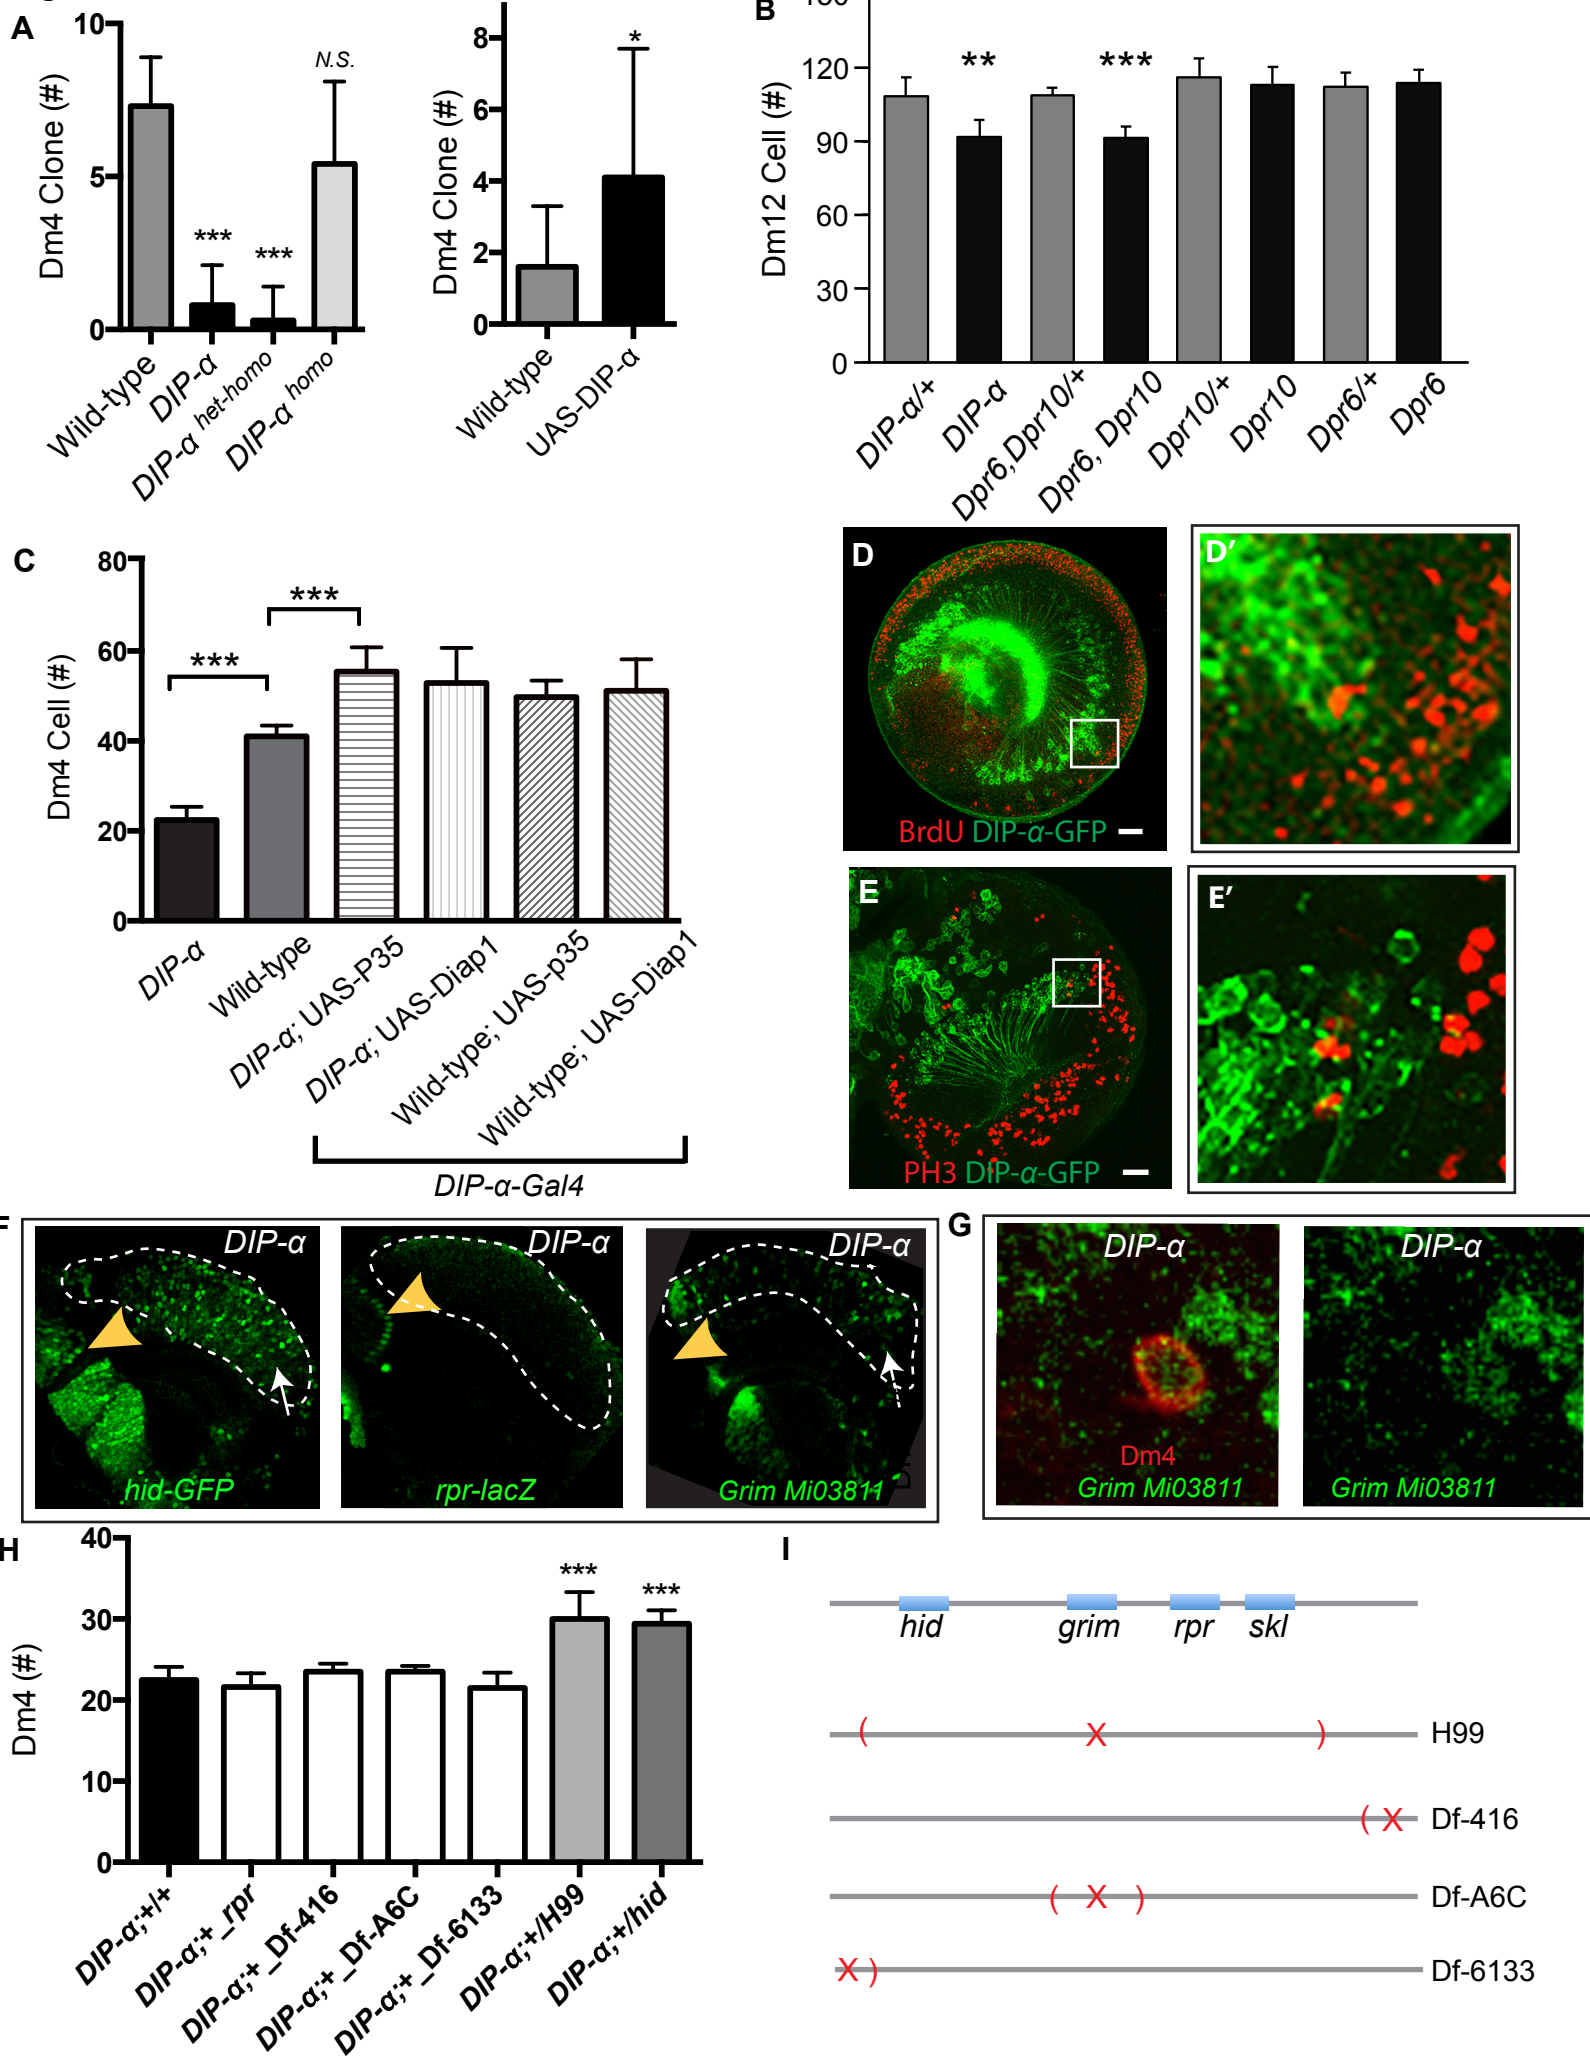 A
10
5
0
Dm4 Clone (#)
***
***
N.S.
Wild-type
DIP-α
DIP-α het-homo
DIP-α homo
8
6
4
2
0
Dm4 Clone (#)
*
Wild-type
UAS-DIP-α
B
120
90
60
30
0
Dm12 Cell (#)
**
***
DIP-α/+
DIP-α
Dpr6,Dpr10/+
Dpr6, Dpr10
Dpr10/+
Dpr10
Dpr6/+
Dpr6
C
80
60
40
20
0
Dm4 Cell (#)
***
***
DIP-α
Wild-type
DIP-α; UAS-P35
DIP-α; UAS-Diap1
Wild-type; UAS-p35
Wild-type; UAS-Diap1
DIP-α-Gal4
D
BrdU DIP-α-GFP
D′
E
PH3 DIP-α-GFP
E′
F
DIP-α
hid-GFP
DIP-α
rpr-lacZ
DIP-α
Grim Mi03811
G
DIP-α
Dm4
Grim Mi03811
DIP-α
Grim Mi03811
H
40
30
20
10
0
Dm4 (#)
***
***
DIP-α;+/+
DIP-α;+_rpr
DIP-α;+_Df-416
DIP-α;+_Df-A6C
DIP-α;+_Df-6133
DIP-α;+/H99
DIP-α;+/hid
I
hid
grim
rpr
skl
( X ) H99
( X Df-416
( X ) Df-A6C
X ) Df-6133